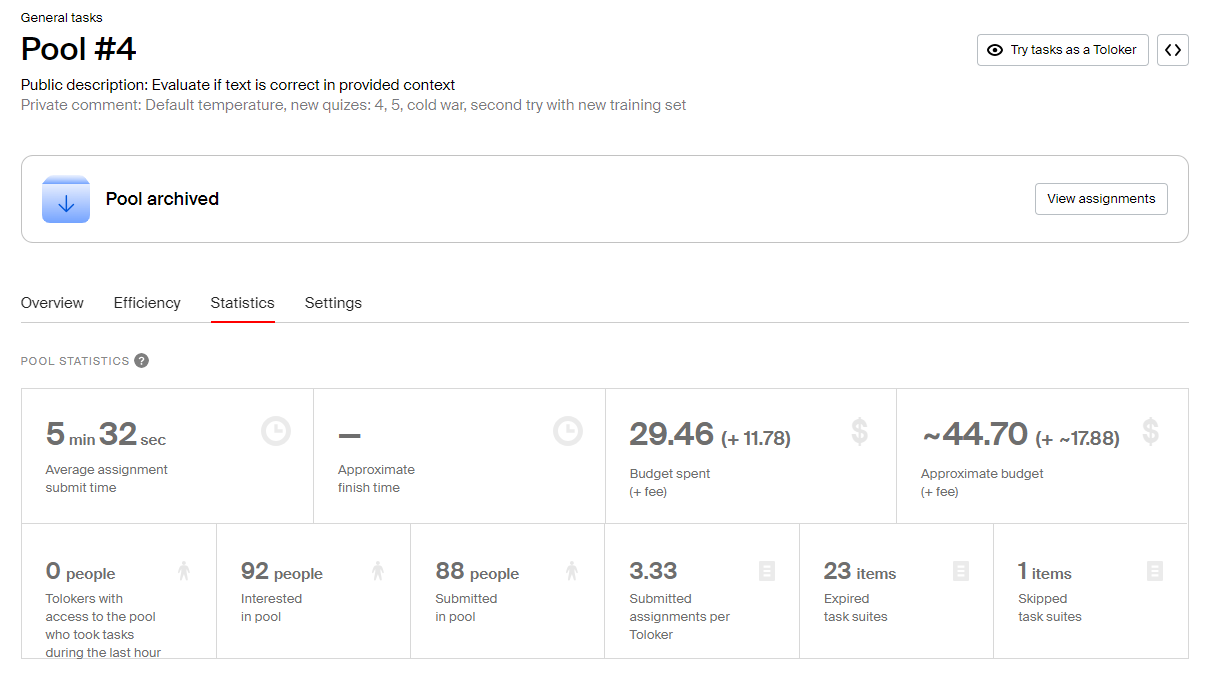 General tasks
Pool #4
Try tasks as a Toloker
<>
Public description: Evaluate if text is correct in provided context
Private comment: Default temperature, new quizes: 4, 5, cold war, second try with new training set
Pool archived
View assignments
Overview Efficiency Statistics Settings
POOL STATISTICS ?
5 min 32 sec
Average assignment
submit time
—
Approximate
finish time
29.46 (+ 11.78)
$
Budget spent
(+ fee)
~44.70 (+ ~17.88)
$
Approximate budget
(+ fee)
0 people
Tolokers with
access to the pool
who took tasks
during the last hour
92 people
Interested
in pool
88 people
Submitted
in pool
3.33
Submitted
assignments per
Toloker
23 items
Expired
task suites
1 items
Skipped
task suites